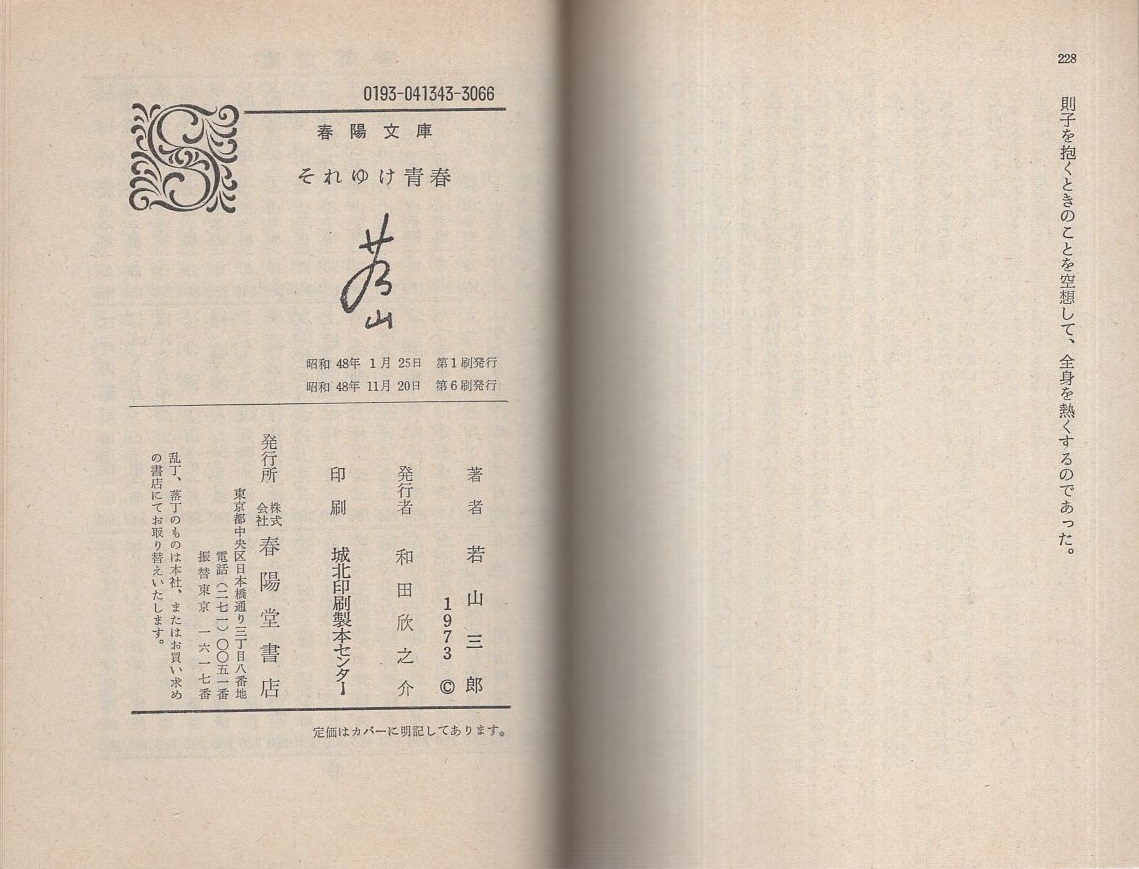 228
則子を抱くときのことを空想して、全身を熱くするのであった。
0193-041343-3066
春陽文庫
それゆけ青春
若山
昭和 48年 1月 25日 第1刷発行
昭和 48年 11月 20日 第6刷発行
著者 若山三郎
1973 ©
発行者 和田欣之介
印刷 城北印刷製本センター
発行所 株式会社 春陽堂書店
東京都中央区日本橋通り三丁目八番地
電話(二七一)〇〇五一番
振替東京 一六一七番
乱丁、落丁のものは本社、またはお買い求め
の書店にてお取り替えいたします。
定価はカバーに明記してあります。